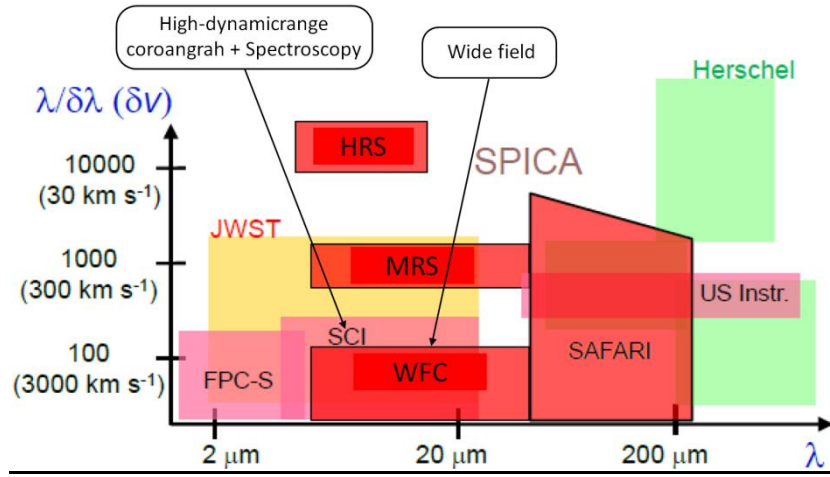 High-dynamicrange
coroangrah + Spectroscopy
Wide field
Herschel
λ/δλ (δv)
HRS
SPICA
10000
(30 km s⁻¹)
JWST
1000
(300 km s⁻¹)
MRS
US Instr.
SCI
100
(3000 km s⁻¹)
FPC-S
WFC
SAFARI
2 μm
20 μm
200 μm
λ